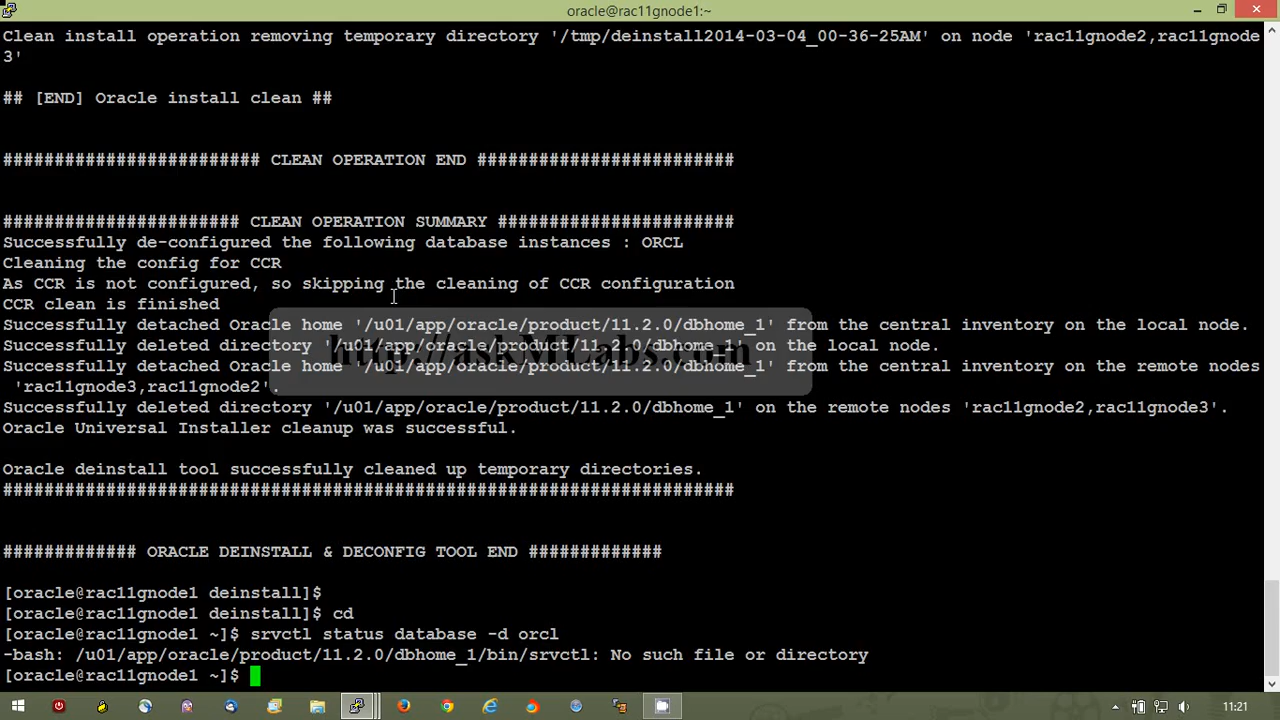 oracle@rac11gnode1:~
Clean install operation removing temporary directory '/tmp/deinstall2014-03-04_00-36-25AM' on node 'rac11gnode2,rac11gnode
3'
## [END] Oracle install clean ##
######################### CLEAN OPERATION END #########################
####################### CLEAN OPERATION SUMMARY #######################
Successfully de-configured the following database instances : ORCL
Cleaning the config for CCR
As CCR is not configured, so skipping the cleaning of CCR configuration
CCR clean is finished
Successfully detached Oracle home '/u01/app/oracle/product/11.2.0/dbhome_1' from the central inventory on the local node.
Successfully deleted directory '/u01/app/oracle/product/11.2.0/dbhome_1' on the local node.
http://askMLabs.com
Successfully detached Oracle home '/u01/app/oracle/product/11.2.0/dbhome_1' from the central inventory on the remote nodes
'rac11gnode3,rac11gnode2'.
Successfully deleted directory '/u01/app/oracle/product/11.2.0/dbhome_1' on the remote nodes 'rac11gnode2,rac11gnode3'.
Oracle Universal Installer cleanup was successful.
Oracle deinstall tool successfully cleaned up temporary directories.
#######################################################################
############# ORACLE DEINSTALL & DECONFIG TOOL END #############
[oracle@rac11gnode1 deinstall]$
[oracle@rac11gnode1 deinstall]$ cd
[oracle@rac11gnode1 ~]$ srvctl status database -d orcl
-bash: /u01/app/oracle/product/11.2.0/dbhome_1/bin/srvctl: No such file or directory
[oracle@rac11gnode1 ~]$
11:21